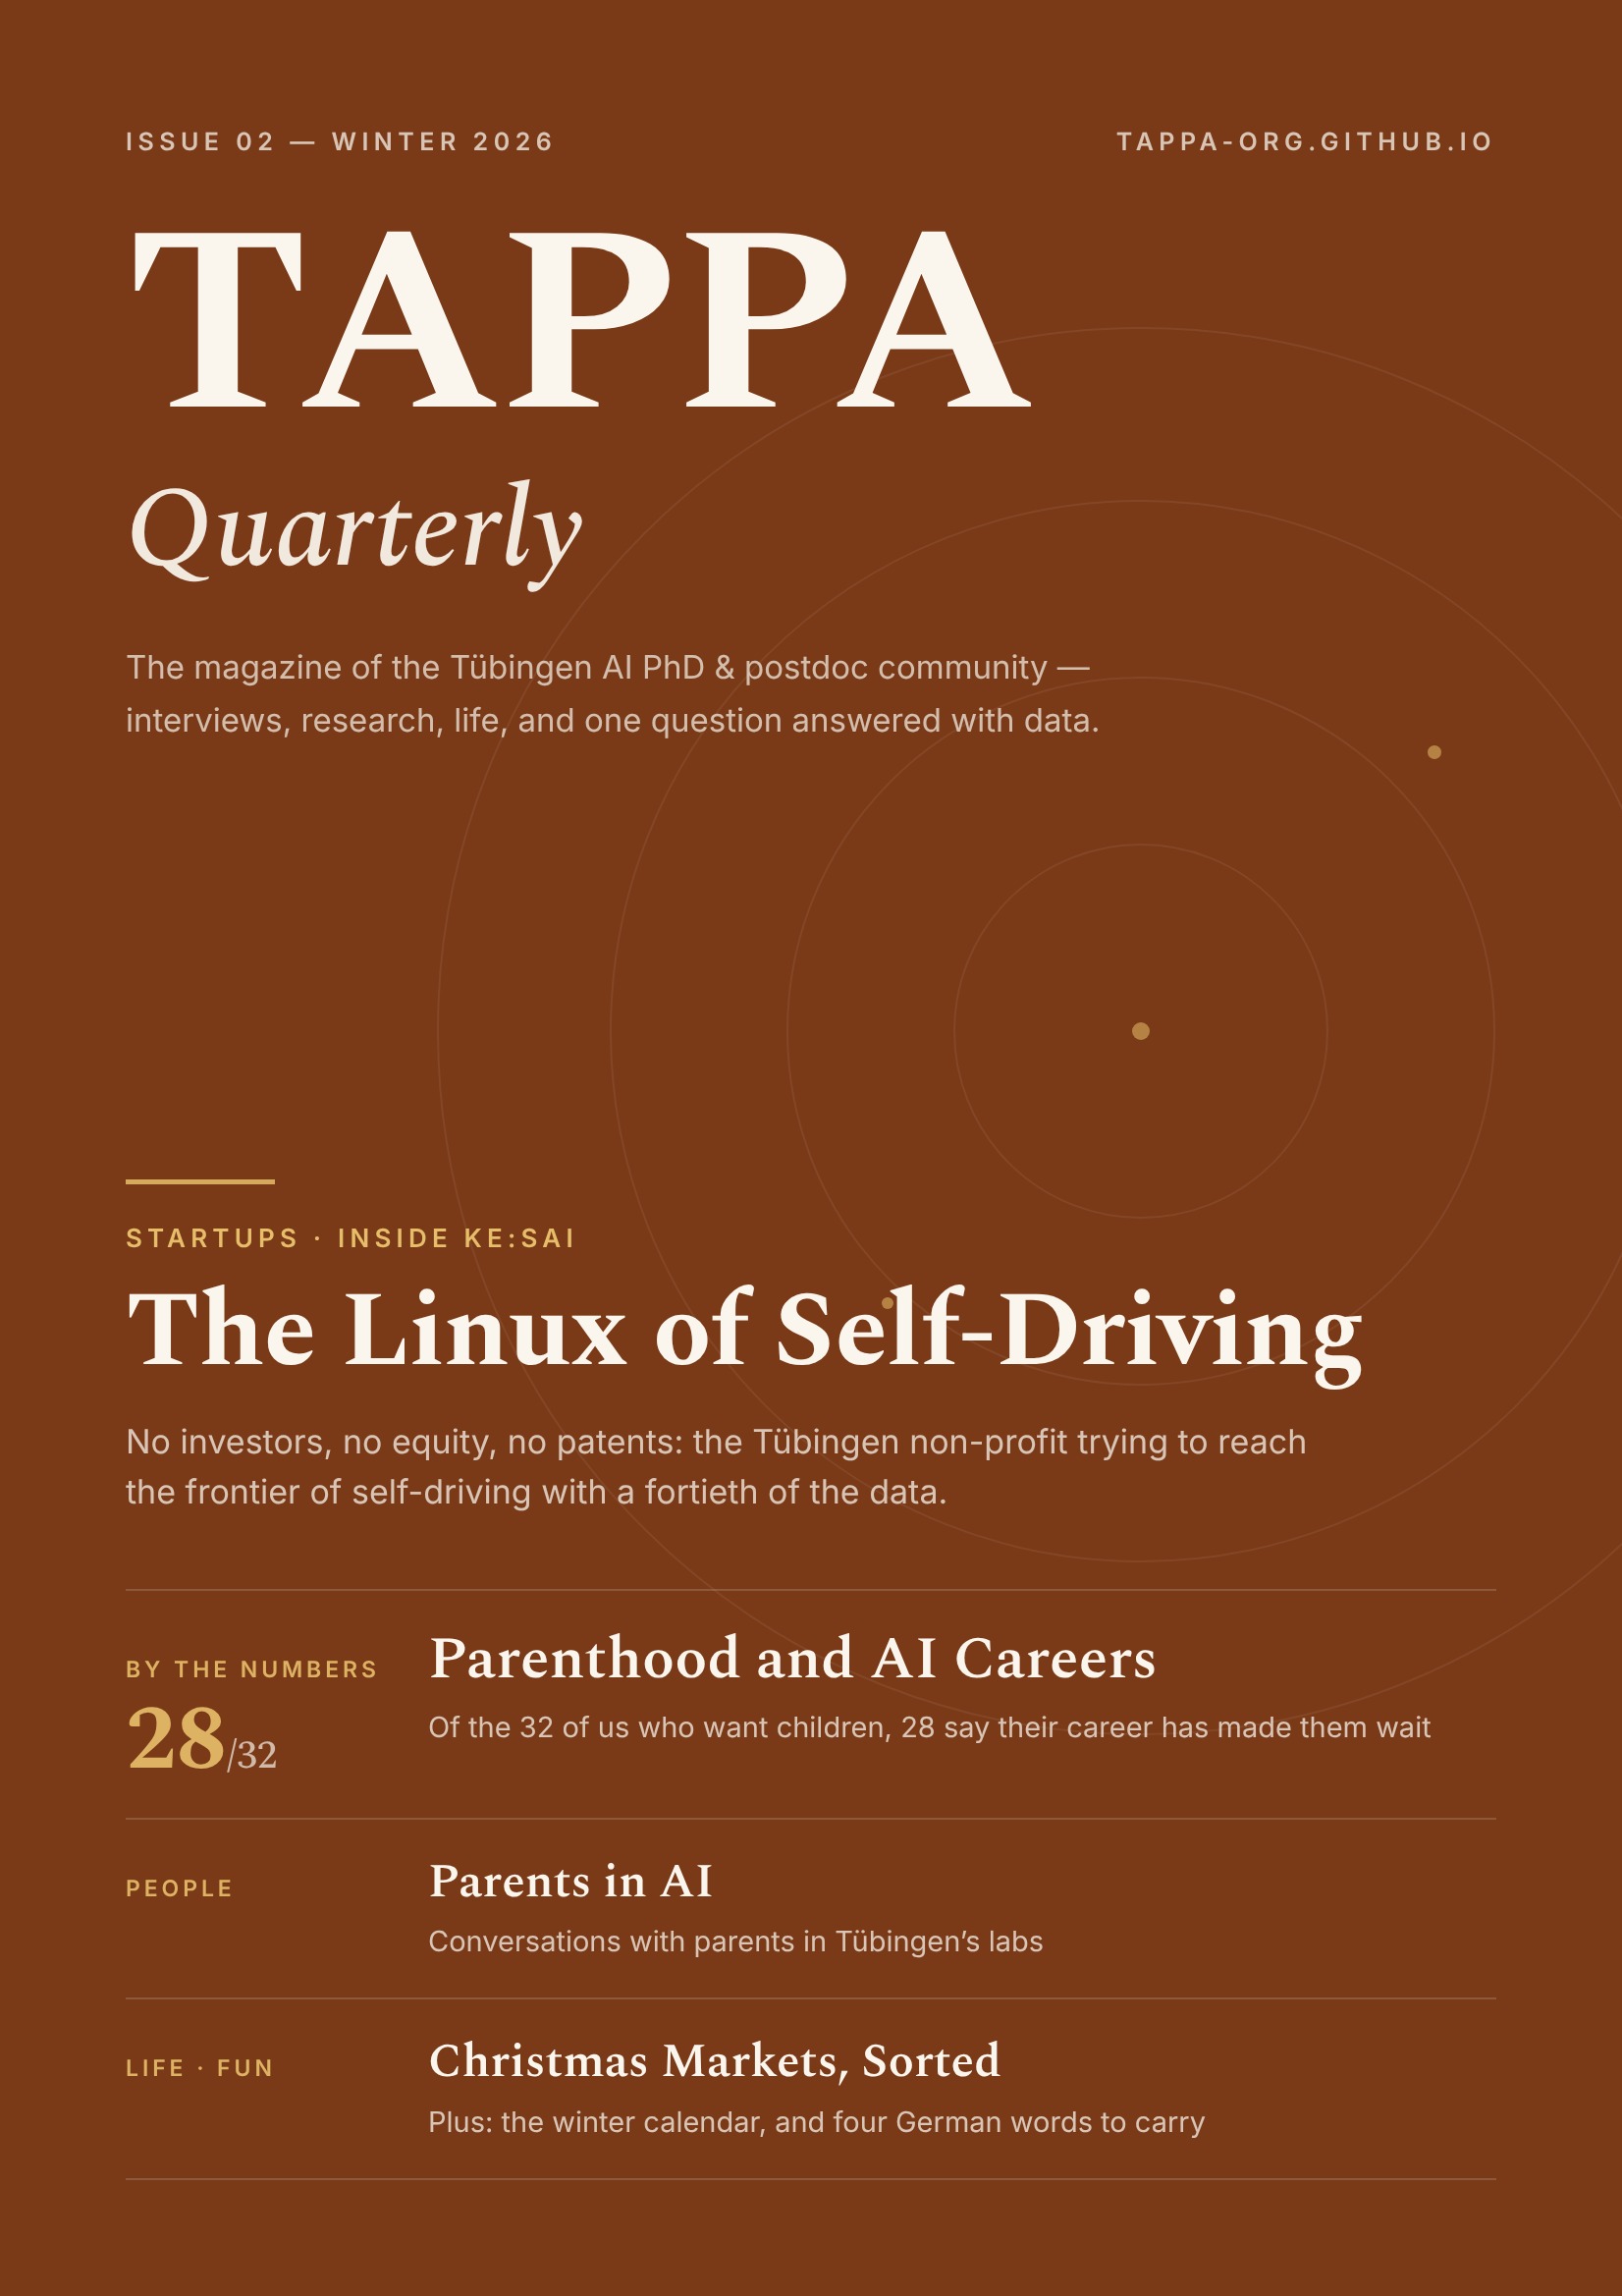 ISSUE 02 — WINTER 2026
TAPPA-ORG.GITHUB.IO
TAPPA
Quarterly
The magazine of the Tübingen AI PhD & postdoc community —
interviews, research, life, and one question answered with data.
STARTUPS · INSIDE KE:SAI
The Linux of Self-Driving
No investors, no equity, no patents: the Tübingen non-profit trying to reach
the frontier of self-driving with a fortieth of the data.
BY THE NUMBERS
28/32
Parenthood and AI Careers
Of the 32 of us who want children, 28 say their career has made them wait
PEOPLE
Parents in AI
Conversations with parents in Tübingen’s labs
LIFE · FUN
Christmas Markets, Sorted
Plus: the winter calendar, and four German words to carry